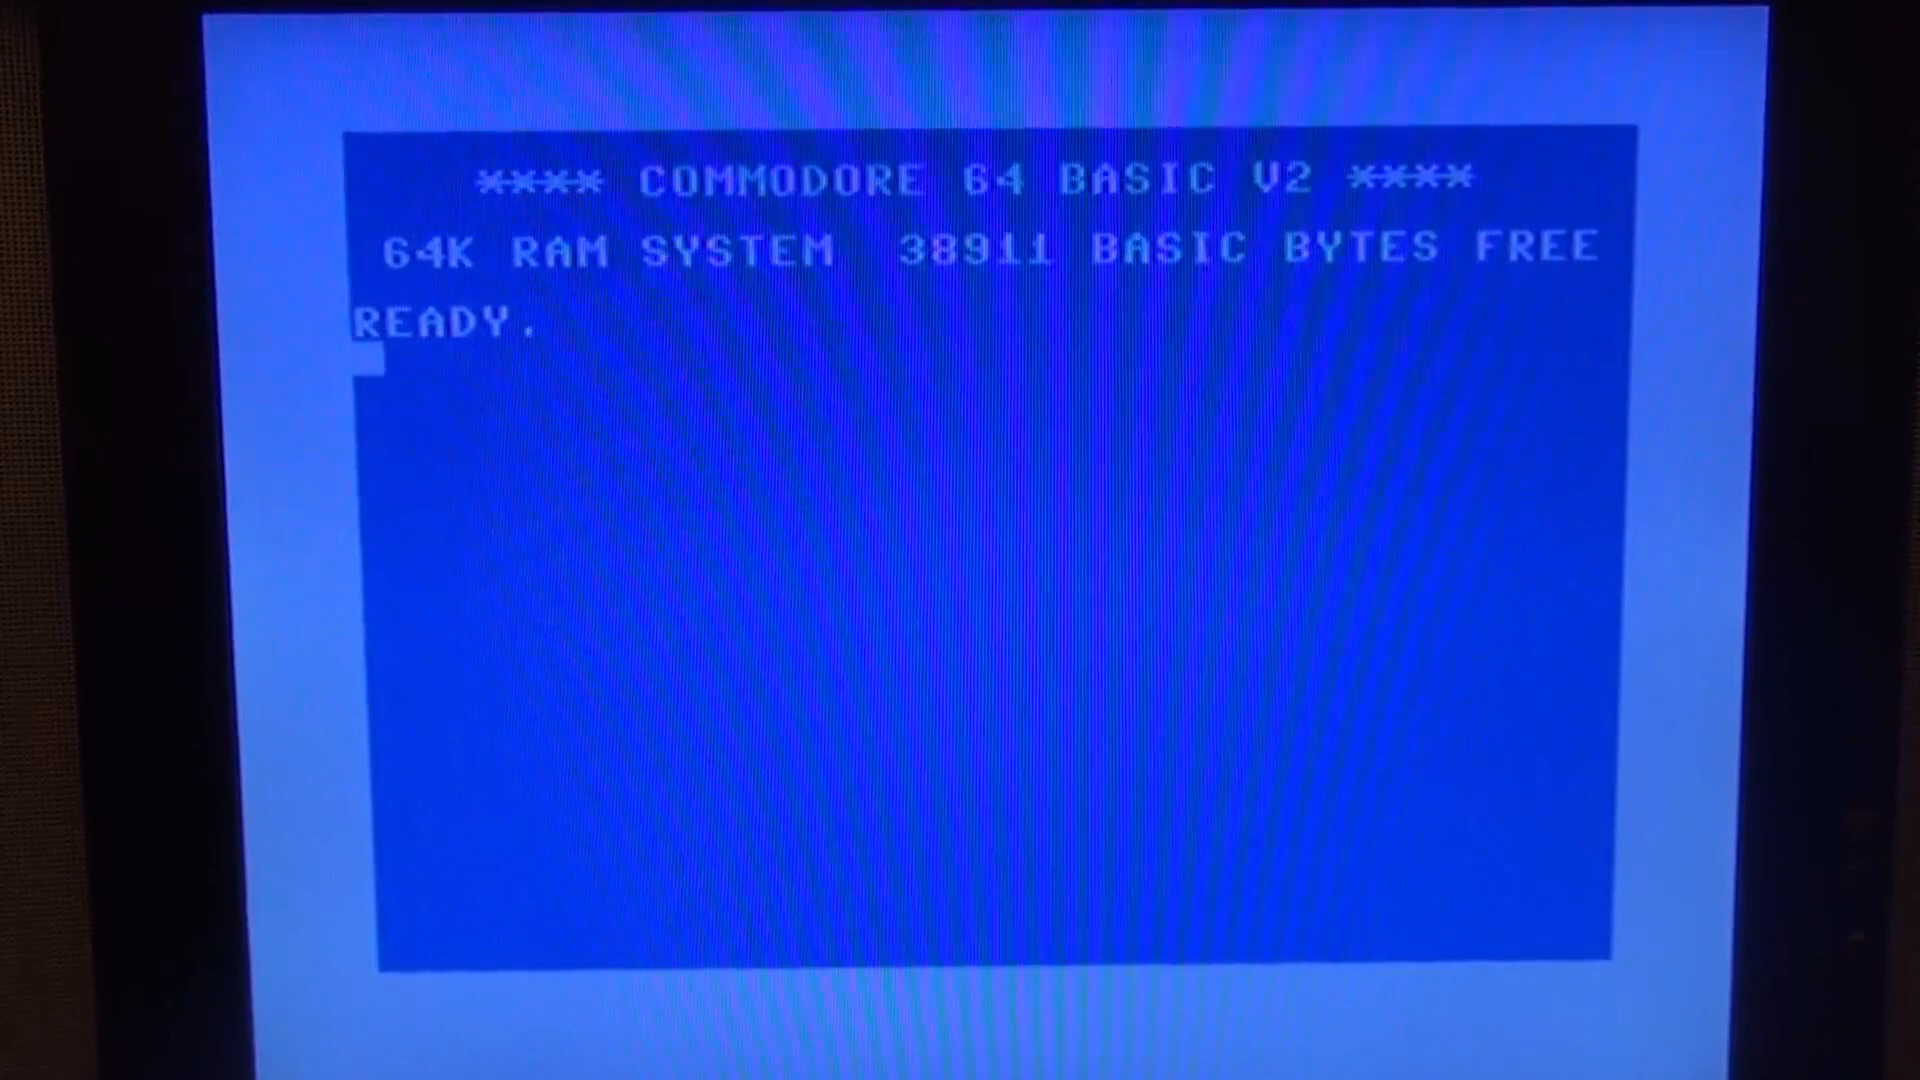 **** COMMODORE 64 BASIC V2 ****
64K RAM SYSTEM  38911 BASIC BYTES FREE
READY.